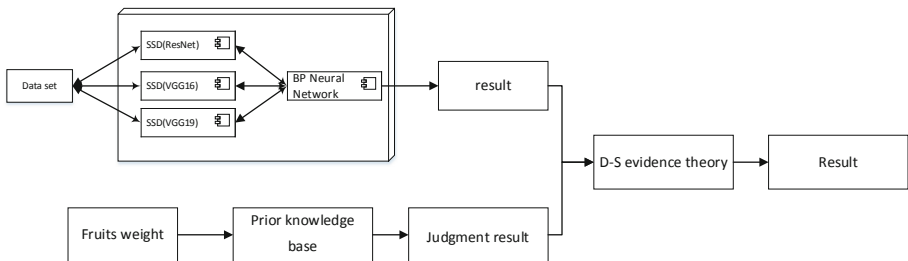 Data set
SSD(ResNet)
SSD(VGG16)
SSD(VGG19)
BP Neural
Network
result
Fruits weight
Prior knowledge
base
Judgment result
D-S evidence theory
Result